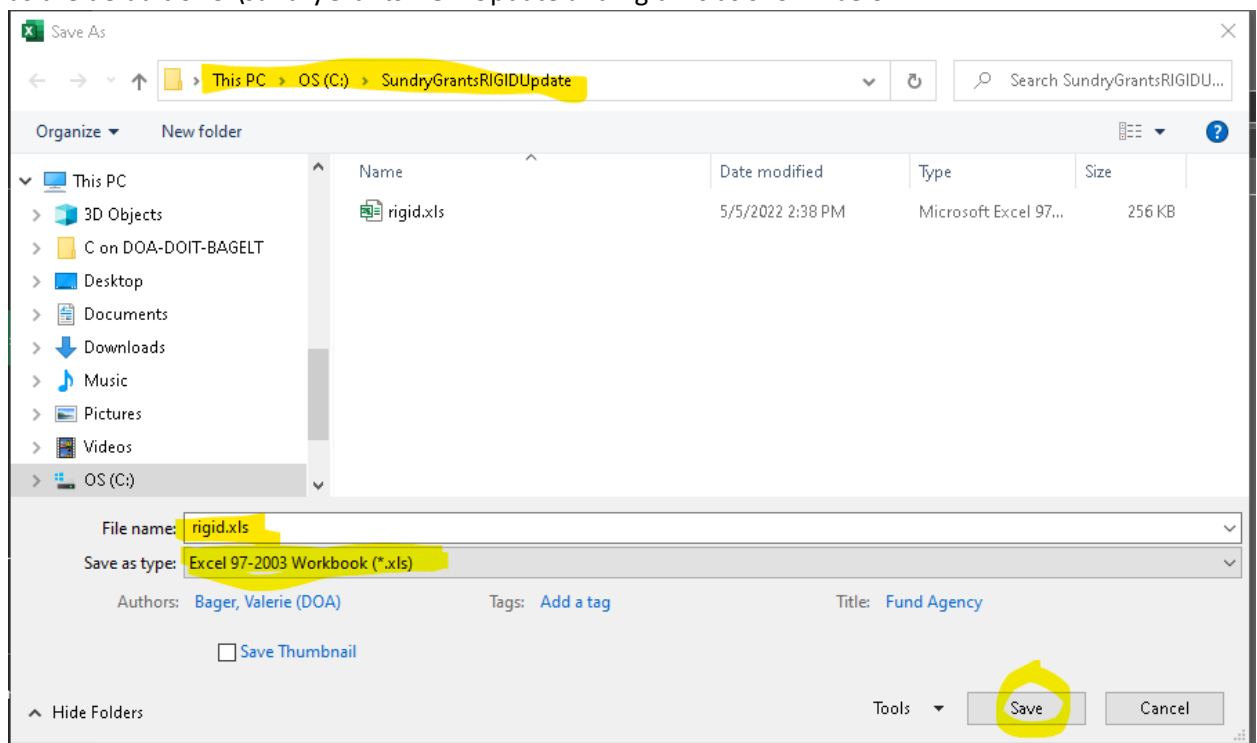 Save As
This PC > OS (C:) > SundryGrantsRIGIDUpdate
Search SundryGrantsRIGIDU...
Organize New folder
Name Date modified Type Size
This PC
rigid.xls 5/5/2022 2:38 PM Microsoft Excel 97... 256 KB
3D Objects
C on DOA-DOIT-BAGELT
Desktop
Documents
Downloads
Music
Pictures
Videos
OS (C:)
File name: rigid.xls
Save as type: Excel 97-2003 Workbook (*.xls)
Authors: Bager, Valerie (DOA) Tags: Add a tag Title: Fund Agency
Save Thumbnail
Hide Folders Tools Save Cancel